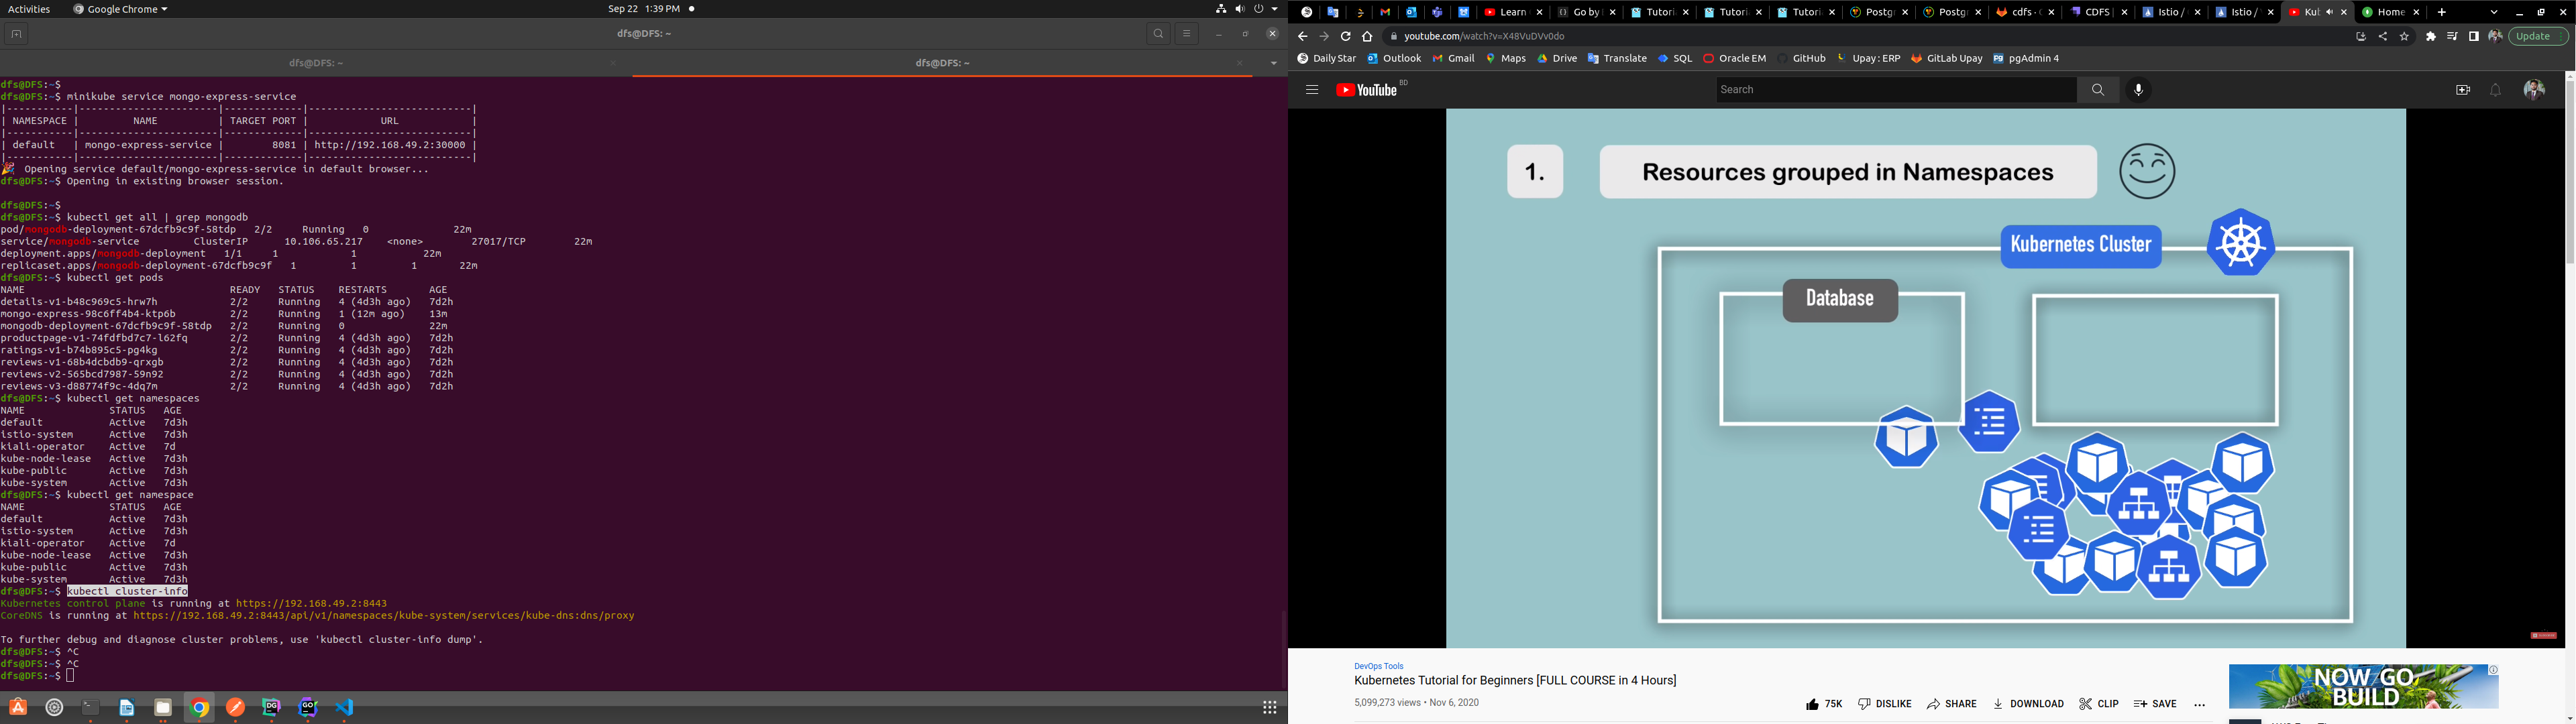 Activities Google Chrome Sep 22 1:39 PM
dfs@DFS: ~
dfs@DFS: ~ dfs@DFS: ~
dfs@DFS:~$
dfs@DFS:~$ minikube service mongo-express-service
|-----------|-----------------------|-------------|---------------------------|
| NAMESPACE | NAME | TARGET PORT | URL |
|-----------|-----------------------|-------------|---------------------------|
| default | mongo-express-service | 8081 | http://192.168.49.2:30000 |
|-----------|-----------------------|-------------|---------------------------|
🎉 Opening service default/mongo-express-service in default browser...
dfs@DFS:~$ Opening in existing browser session.
dfs@DFS:~$
dfs@DFS:~$ kubectl get all | grep mongodb
pod/mongodb-deployment-67dcfb9c9f-58tdp 2/2 Running 0 22m
service/mongodb-service ClusterIP 10.106.65.217 <none> 27017/TCP 22m
deployment.apps/mongodb-deployment 1/1 1 1 22m
replicaset.apps/mongodb-deployment-67dcfb9c9f 1 1 1 22m
dfs@DFS:~$ kubectl get pods
NAME READY STATUS RESTARTS AGE
details-v1-b48c969c5-hrw7h 2/2 Running 4 (4d3h ago) 7d2h
mongo-express-98c6ff4b4-ktp6b 2/2 Running 1 (12m ago) 13m
mongodb-deployment-67dcfb9c9f-58tdp 2/2 Running 0 22m
productpage-v1-74fdfbd7c7-l62fq 2/2 Running 4 (4d3h ago) 7d2h
ratings-v1-b74b895c5-pg4kg 2/2 Running 4 (4d3h ago) 7d2h
reviews-v1-68b4dcbdb9-qrxgb 2/2 Running 4 (4d3h ago) 7d2h
reviews-v2-565bcd7987-59n92 2/2 Running 4 (4d3h ago) 7d2h
reviews-v3-d88774f9c-4dq7m 2/2 Running 4 (4d3h ago) 7d2h
dfs@DFS:~$ kubectl get namespaces
NAME STATUS AGE
default Active 7d3h
istio-system Active 7d3h
kiali-operator Active 7d
kube-node-lease Active 7d3h
kube-public Active 7d3h
kube-system Active 7d3h
dfs@DFS:~$ kubectl get namespace
NAME STATUS AGE
default Active 7d3h
istio-system Active 7d3h
kiali-operator Active 7d
kube-node-lease Active 7d3h
kube-public Active 7d3h
kube-system Active 7d3h
dfs@DFS:~$ kubectl cluster-info
Kubernetes control plane is running at https://192.168.49.2:8443
CoreDNS is running at https://192.168.49.2:8443/api/v1/namespaces/kube-system/services/kube-dns:dns/proxy
To further debug and diagnose cluster problems, use 'kubectl cluster-info dump'.
dfs@DFS:~$ ^C
dfs@DFS:~$ ^C
dfs@DFS:~$
Learn Go by Tutoria Tutoria Tutoria Postgr Postgr cdfs · CDFS | Istio / Istio / Kub Home
youtube.com/watch?v=X48VuDVv0do Update
Daily Star Outlook Gmail Maps Drive Translate SQL Oracle EM GitHub Upay : ERP GitLab Upay pgAdmin 4
YouTube BD Search
1. Resources grouped in Namespaces
Kubernetes Cluster
Database
DevOps Tools
Kubernetes Tutorial for Beginners [FULL COURSE in 4 Hours]
5,099,273 views • Nov 6, 2020 75K DISLIKE SHARE DOWNLOAD CLIP SAVE ...
NOW GO
BUILD